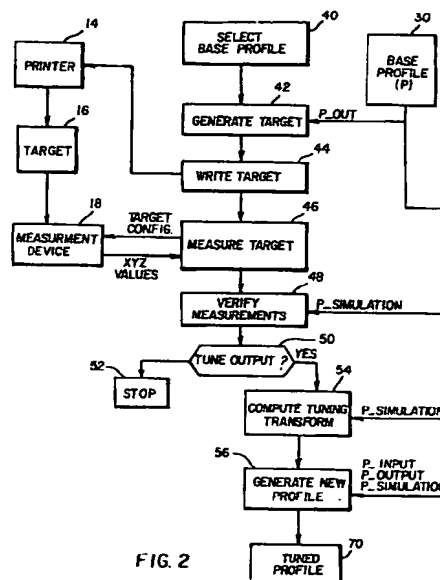 14
PRINTER
16
TARGET
18
MEASURMENT
DEVICE
40
SELECT
BASE PROFILE
30
BASE
PROFILE
(P)
42
GENERATE TARGET
P_OUT
44
WRITE TARGET
46
TARGET
CONFIG.
MEASURE TARGET
XYZ
VALUES
48
VERIFY
MEASUREMENTS
P_SIMULATION
50
TUNE OUTPUT ?
YES
52
STOP
54
COMPUTE TUNING
TRANSFORM
P_SIMULATION
56
GENERATE NEW
PROFILE
P_INPUT
P_OUTPUT
P_SIMULATION
70
TUNED
PROFILE
FIG. 2